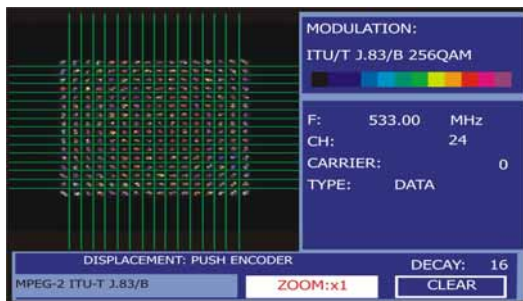 MODULATION:
ITU/T J.83/B 256QAM
F: 533.00 MHz
CH: 24
CARRIER: 0
TYPE: DATA
DISPLACEMENT: PUSH ENCODER
DECAY: 16
MPEG-2 ITU-T J.83/B
ZOOM:x1
CLEAR